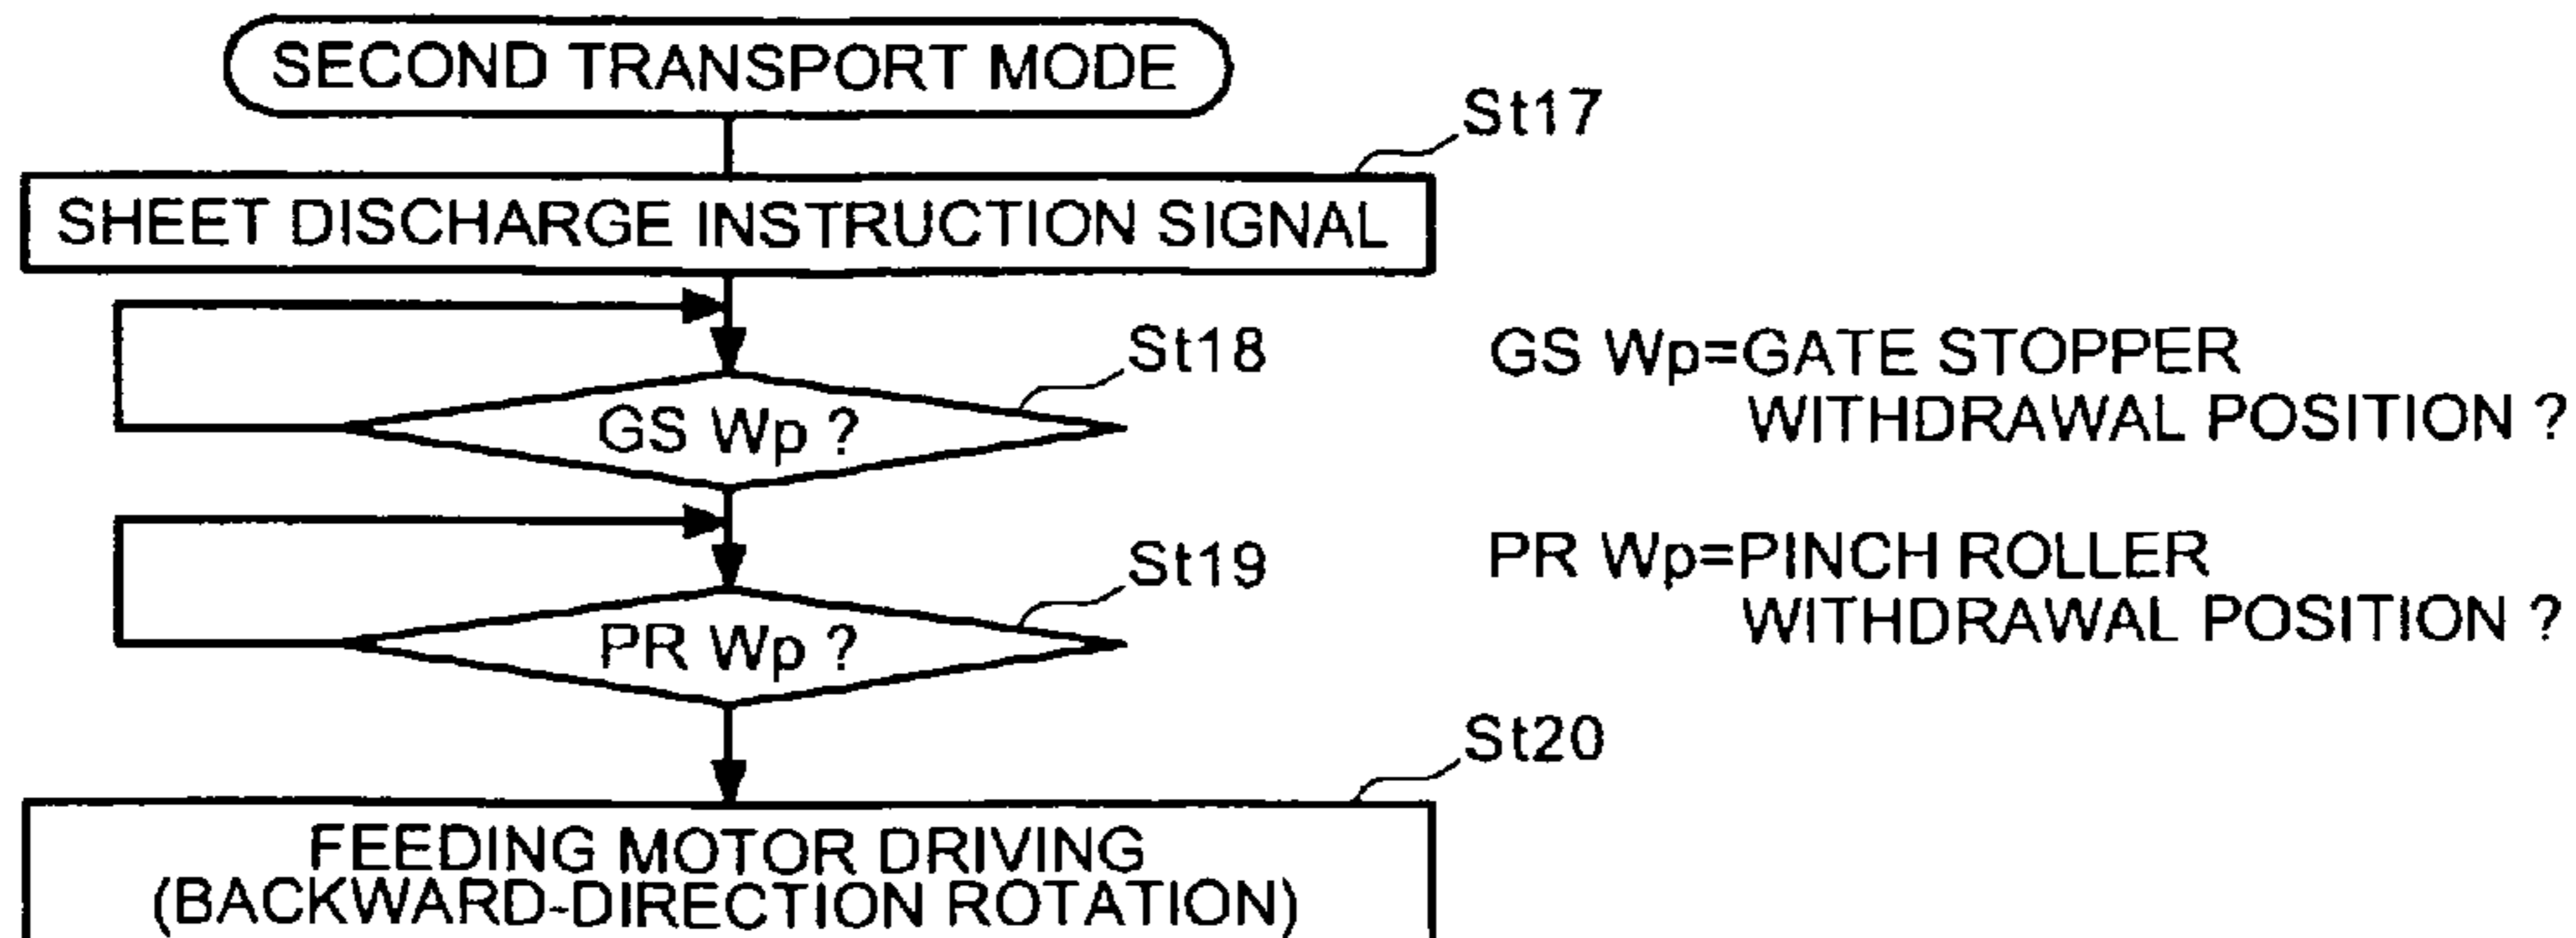 SECOND TRANSPORT MODE
St17
SHEET DISCHARGE INSTRUCTION SIGNAL
St18
GS Wp ?
GS Wp=GATE STOPPER
WITHDRAWAL POSITION ?
St19
PR Wp ?
PR Wp=PINCH ROLLER
WITHDRAWAL POSITION ?
St20
FEEDING MOTOR DRIVING
(BACKWARD-DIRECTION ROTATION)